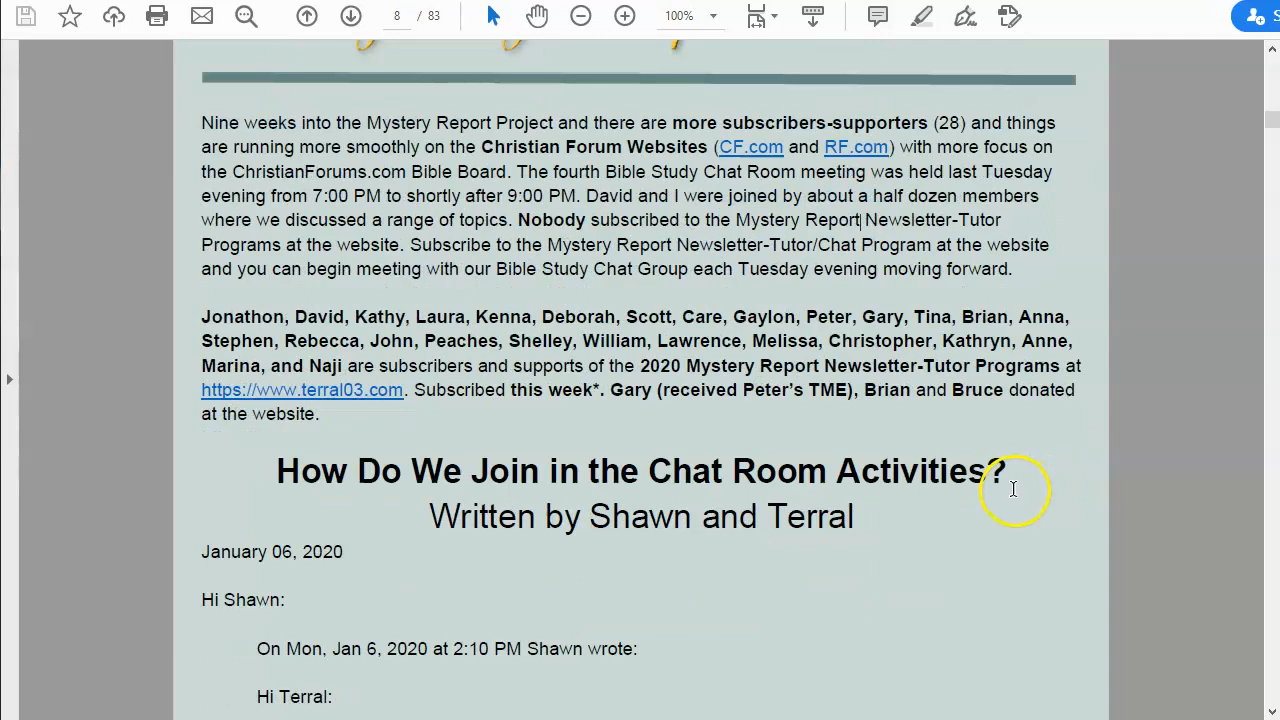 8 / 83 100%
Nine weeks into the Mystery Report Project and there are more subscribers-supporters (28) and things
are running more smoothly on the Christian Forum Websites (CF.com and RF.com) with more focus on
the ChristianForums.com Bible Board. The fourth Bible Study Chat Room meeting was held last Tuesday
evening from 7:00 PM to shortly after 9:00 PM. David and I were joined by about a half dozen members
where we discussed a range of topics. Nobody subscribed to the Mystery Report Newsletter-Tutor
Programs at the website. Subscribe to the Mystery Report Newsletter-Tutor/Chat Program at the website
and you can begin meeting with our Bible Study Chat Group each Tuesday evening moving forward.
Jonathon, David, Kathy, Laura, Kenna, Deborah, Scott, Care, Gaylon, Peter, Gary, Tina, Brian, Anna,
Stephen, Rebecca, John, Peaches, Shelley, William, Lawrence, Melissa, Christopher, Kathryn, Anne,
Marina, and Naji are subscribers and supports of the 2020 Mystery Report Newsletter-Tutor Programs at
https://www.terral03.com. Subscribed this week*. Gary (received Peter’s TME), Brian and Bruce donated
at the website.
How Do We Join in the Chat Room Activities?
Written by Shawn and Terral
January 06, 2020
Hi Shawn:
On Mon, Jan 6, 2020 at 2:10 PM Shawn wrote:
Hi Terral: